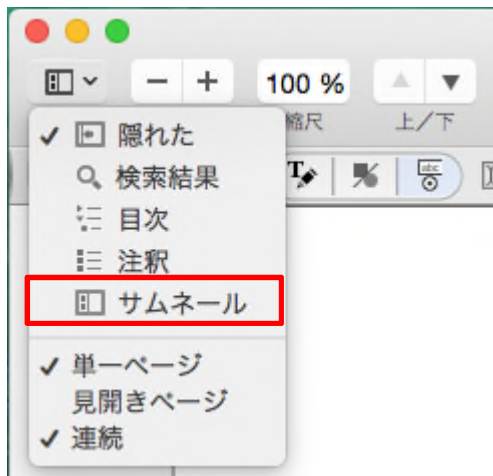 100 %
縮尺
上／下
隠れた
検索結果
目次
注釈
サムネール
単一ページ
見開きページ
連続
T
abc